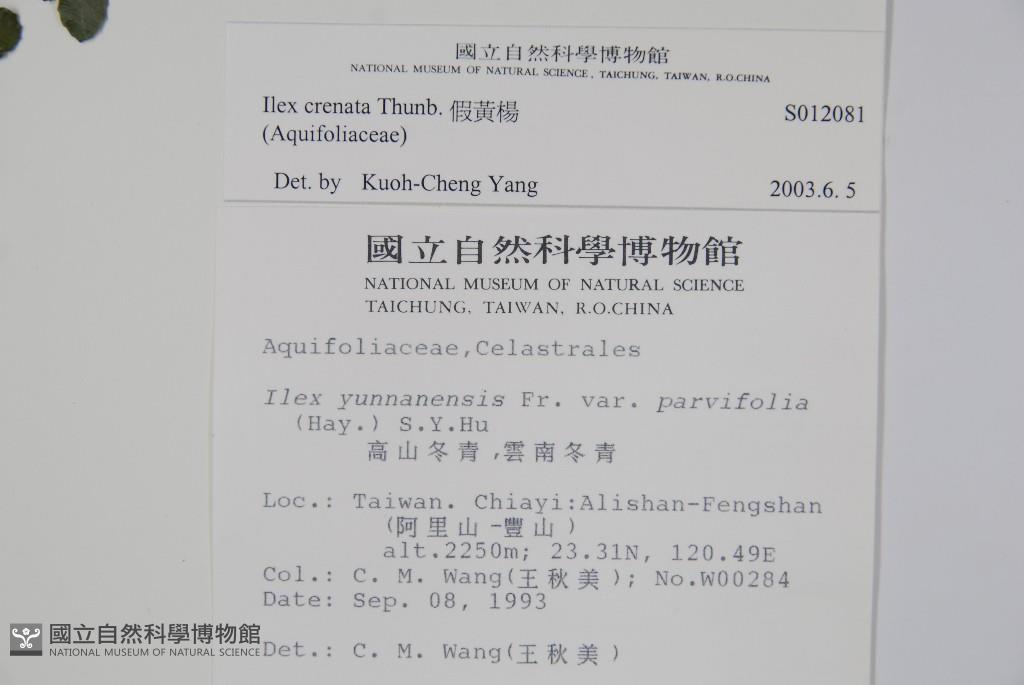 國立自然科學博物館
NATIONAL MUSEUM OF NATURAL SCIENCE, TAICHUNG, TAIWAN, R.O.CHINA
Ilex crenata Thunb. 假黃楊 S012081
(Aquifoliaceae)
Det. by Kuoh-Cheng Yang 2003.6. 5
國立自然科學博物館
NATIONAL MUSEUM OF NATURAL SCIENCE
TAICHUNG, TAIWAN, R.O.CHINA
Aquifoliaceae,Celastrales
Ilex yunnanensis Fr. var. parvifolia
(Hay.) S.Y.Hu
高山冬青,雲南冬青
Loc.: Taiwan. Chiayi:Alishan-Fengshan
(阿里山-豐山)
alt.2250m; 23.31N, 120.49E
Col.: C. M. Wang(王秋美); No.W00284
Date: Sep. 08, 1993
Det.: C. M. Wang(王秋美)
國立自然科學博物館
NATIONAL MUSEUM OF NATURAL SCIENCE